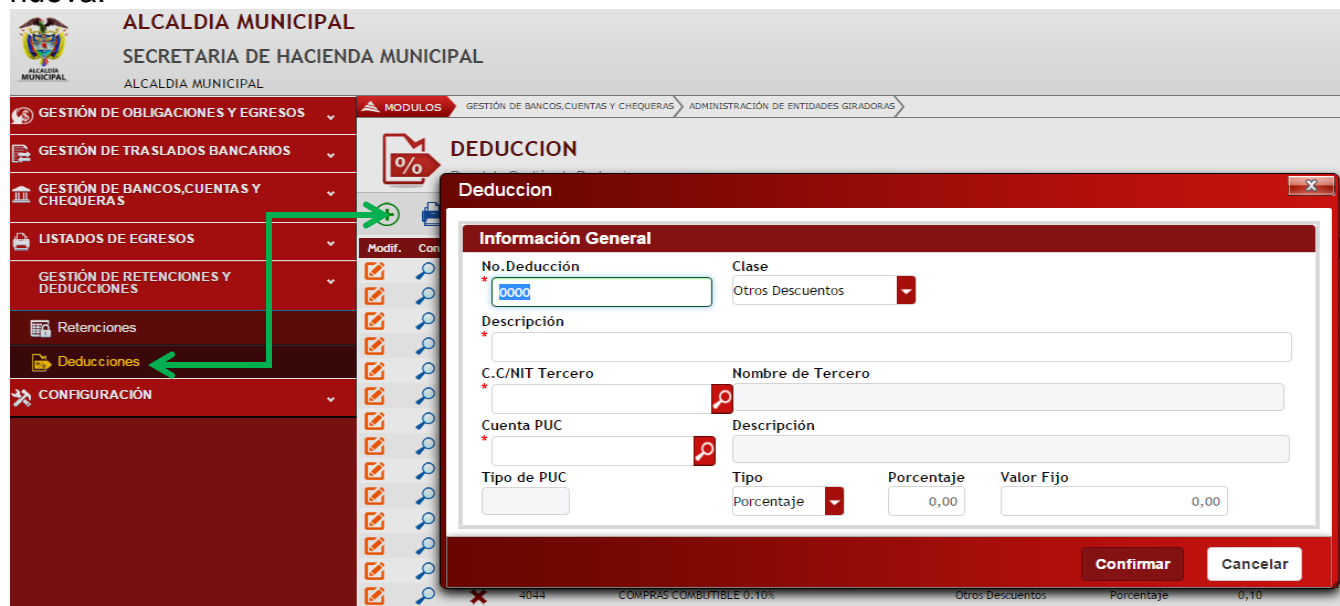 nueva.
ALCALDIA MUNICIPAL
SECRETARIA DE HACIENDA MUNICIPAL
ALCALDIA MUNICIPAL
ALCALDÍA
MUNICIPAL
GESTIÓN DE OBLIGACIONES Y EGRESOS
GESTIÓN DE TRASLADOS BANCARIOS
GESTIÓN DE BANCOS,CUENTAS Y
CHEQUERAS
LISTADOS DE EGRESOS
GESTIÓN DE RETENCIONES Y
DEDUCCIONES
Retenciones
Deducciones
CONFIGURACIÓN
MODULOS GESTIÓN DE BANCOS,CUENTAS Y CHEQUERAS ADMINISTRACIÓN DE ENTIDADES GIRADORAS
% DEDUCCION
Modif. Con
Deduccion X
Información General
No.Deducción Clase
* 0000 Otros Descuentos
Descripción
*
C.C/NIT Tercero Nombre de Tercero
*
Cuenta PUC Descripción
*
Tipo de PUC Tipo Porcentaje Valor Fijo
Porcentaje 0,00 0,00
Confirmar Cancelar
4044 COMPRAS COMBUTIBLE 0.10% Otros Descuentos Porcentaje 0,10